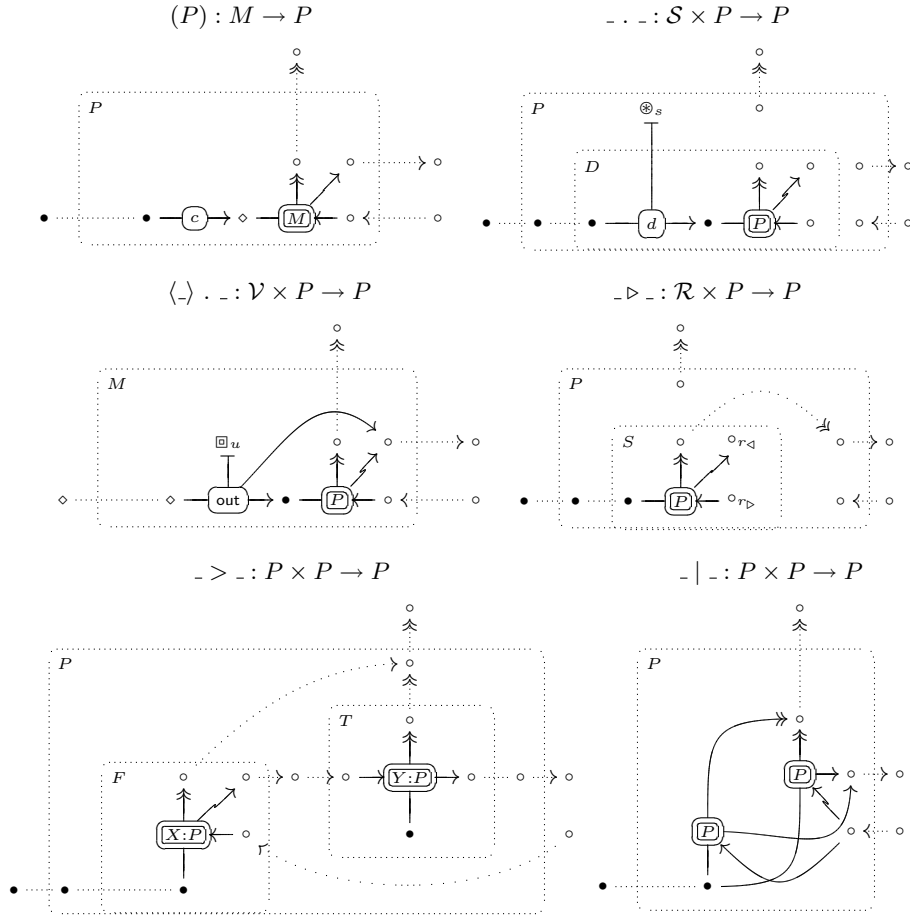 (P) : M → P
_ . _ : 𝒮 × P → P
P
c
M
P
⊛s
D
d
P
⟨_⟩ . _ : 𝒱 × P → P
_ ▷ _ : ℛ × P → P
M
⊡u
out
P
P
S
r◁
P
r▷
_ > _ : P × P → P
_ | _ : P × P → P
P
T
Y:P
F
X:P
P
P
P